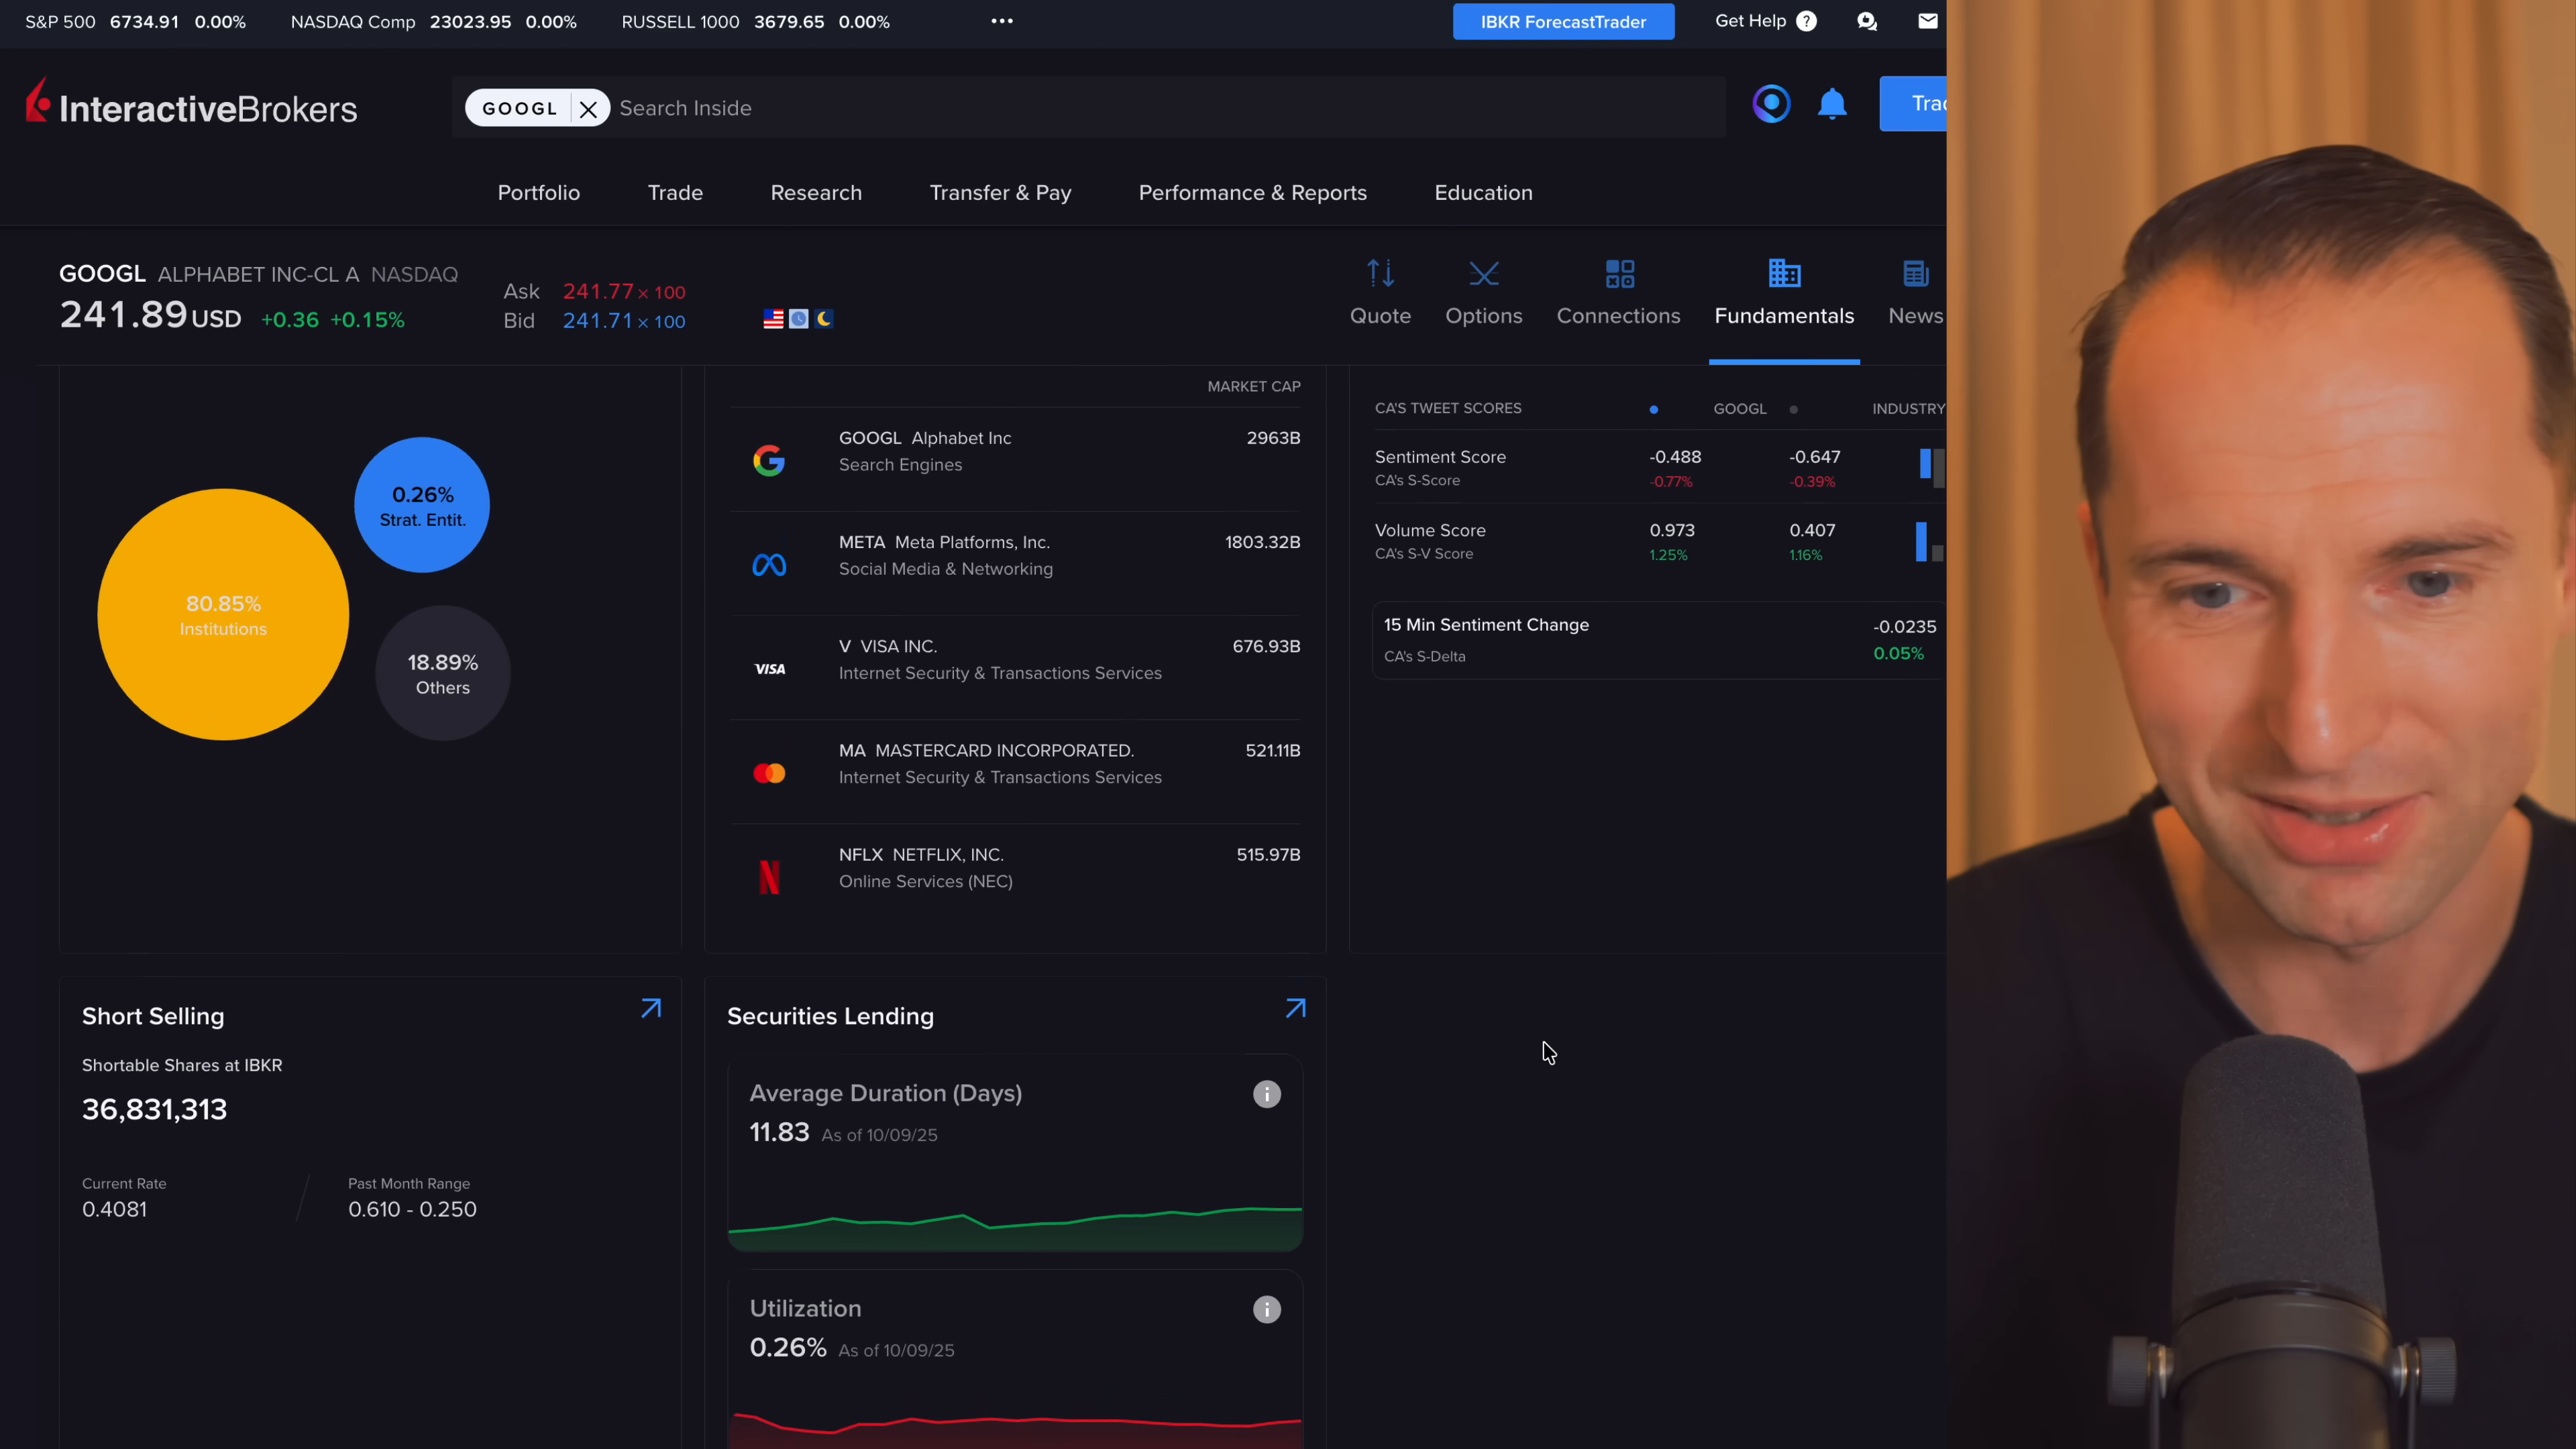 S&P 500 6734.91 0.00% NASDAQ Comp 23023.95 0.00% RUSSELL 1000 3679.65 0.00% ••• IBKR ForecastTrader Get Help ?
InteractiveBrokers GOOGL Search Inside
Portfolio Trade Research Transfer & Pay Performance & Reports Education
GOOGL ALPHABET INC-CL A NASDAQ
241.89 USD +0.36 +0.15%
Ask 241.77 × 100
Bid 241.71 × 100
Quote Options Connections Fundamentals News
0.26%
Strat. Entit.
80.85%
Institutions
18.89%
Others
MARKET CAP
GOOGL Alphabet Inc 2963B
Search Engines
META Meta Platforms, Inc. 1803.32B
Social Media & Networking
VISA
V VISA INC. 676.93B
Internet Security & Transactions Services
MA MASTERCARD INCORPORATED. 521.11B
Internet Security & Transactions Services
NFLX NETFLIX, INC. 515.97B
Online Services (NEC)
CA'S TWEET SCORES GOOGL INDUSTRY
Sentiment Score -0.488 -0.647
CA's S-Score -0.77% -0.39%
Volume Score 0.973 0.407
CA's S-V Score 1.25% 1.16%
15 Min Sentiment Change -0.0235
CA's S-Delta 0.05%
Short Selling
Shortable Shares at IBKR
36,831,313
Current Rate Past Month Range
0.4081 0.610 - 0.250
Securities Lending
Average Duration (Days)
11.83 As of 10/09/25
Utilization
0.26% As of 10/09/25